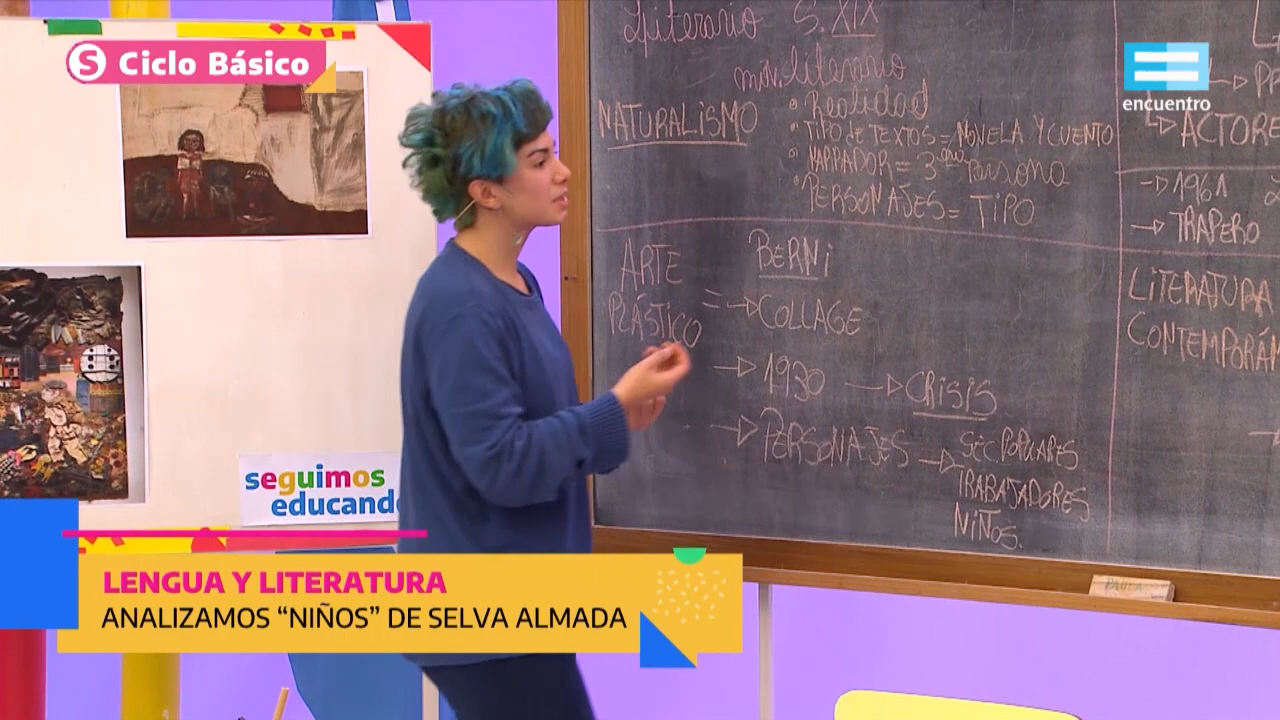 S Ciclo Básico
encuentro
Literario S. XIX
mov. literario
NATURALISMO
• Realidad
• TIPO DE TEXTOS = NOVELA Y CUENTO
• NARRADOR = 3era Persona
• PERSONAJES = TIPO
ARTE PLÁSTICO
BERNI
= → COLLAGE
→ 1930 → CRISIS
→ PERSONAJES → SEC. POPULARES
TRABAJADORES
NIÑOS.
→ ACTORE
→ 1961
→ TRAPERO
LITERATURA
CONTEMPORÁN
seguimos
educando
LENGUA Y LITERATURA
ANALIZAMOS “NIÑOS” DE SELVA ALMADA